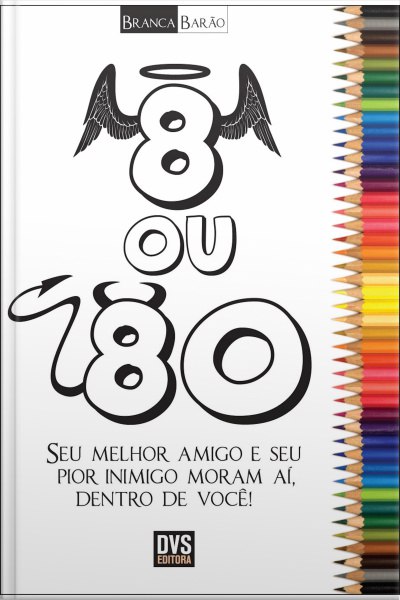 Branca Barão
8
OU
80
Seu melhor amigo e seu
pior inimigo moram aí,
dentro de você!
DVS
EDITORA